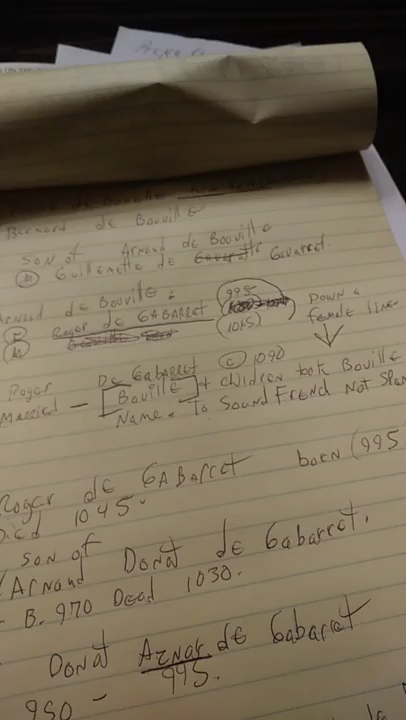 Bernard de Bouville
SON of Arnaud de Bouville
(M) Guillemette de Gavarret.
Arnaud de Bouville :
(F) Roger de GABARRET (995
(M) 1045)
DOWN a
female line
De Gabarret (C) 1090
Roger
Married — Bouville + children took Bouville
Name. To Sound FrEnd Not Span
Roger de GABArret born (995
Died 1045.
SON of
Arnaud Donat de Gabarret.
- B. 970 Dead 1030.
- Donat Aznar de Gabarret
950 - 995.